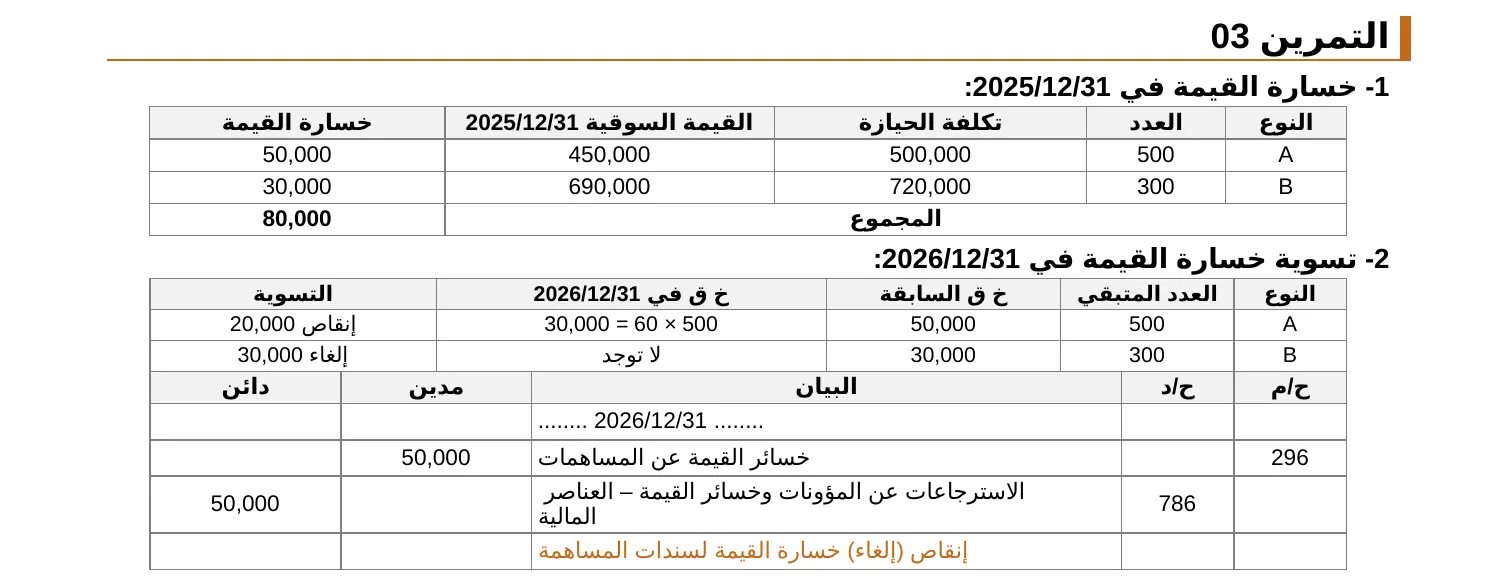 التمرين 03
1- خسارة القيمة في 2025/12/31:
النوع العدد تكلفة الحيازة القيمة السوقية 2025/12/31 خسارة القيمة
A 500 500,000 450,000 50,000
B 300 720,000 690,000 30,000
المجموع 80,000
2- تسوية خسارة القيمة في 2026/12/31:
النوع العدد المتبقي خ ق السابقة خ ق في 2026/12/31 التسوية
A 500 50,000 500 × 60 = 30,000 إنقاص 20,000
B 300 30,000 لا توجد إلغاء 30,000
ح/م ح/د البيان مدين دائن
........ 2026/12/31 ........
296 خسائر القيمة عن المساهمات 50,000
786 الاسترجاعات عن المؤونات وخسائر القيمة – العناصر 50,000
المالية
إنقاص (إلغاء) خسارة القيمة لسندات المساهمة